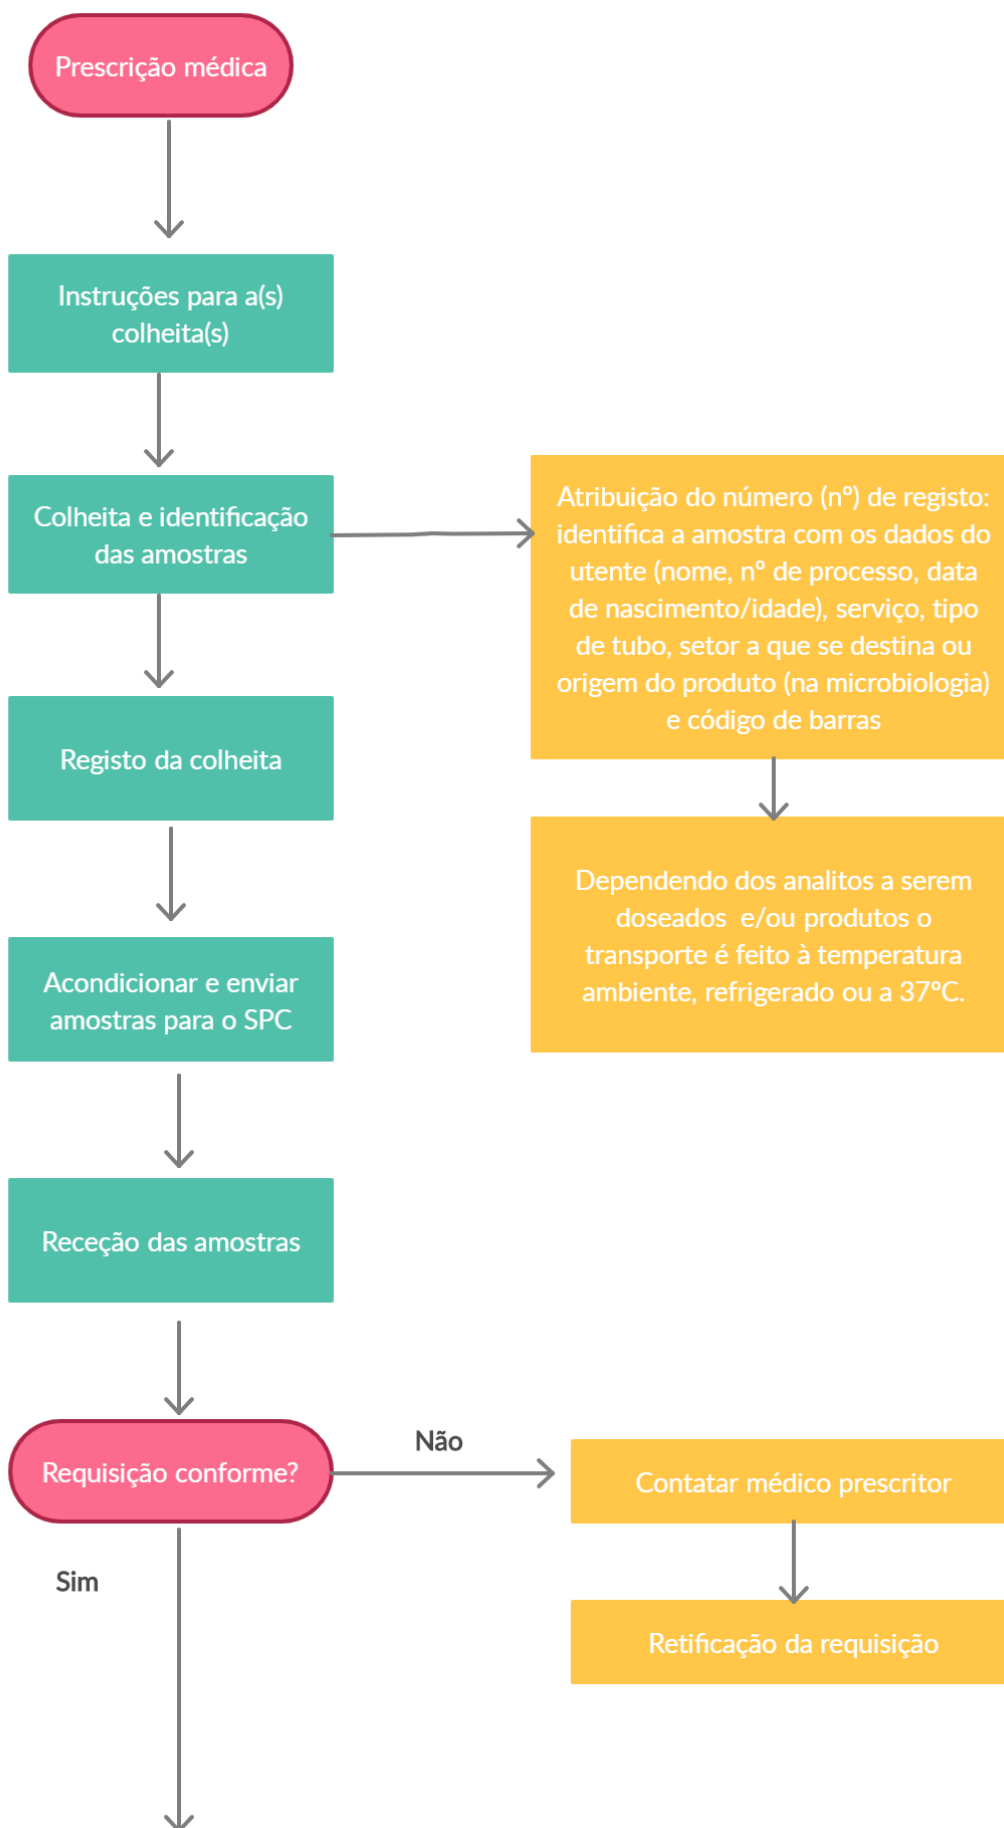 Prescrição médica
Instruções para a(s)
colheita(s)
Colheita e identificação
das amostras
Atribuição do número (nº) de registo:
identifica a amostra com os dados do
utente (nome, nº de processo, data
de nascimento/idade), serviço, tipo
de tubo, setor a que se destina ou
origem do produto (na microbiologia)
e código de barras
Registo da colheita
Dependendo dos analitos a serem
doseados e/ou produtos o
transporte é feito à temperatura
ambiente, refrigerado ou a 37ºC.
Acondicionar e enviar
amostras para o SPC
Receção das amostras
Requisição conforme?
Não
Contatar médico prescritor
Sim
Retificação da requisição